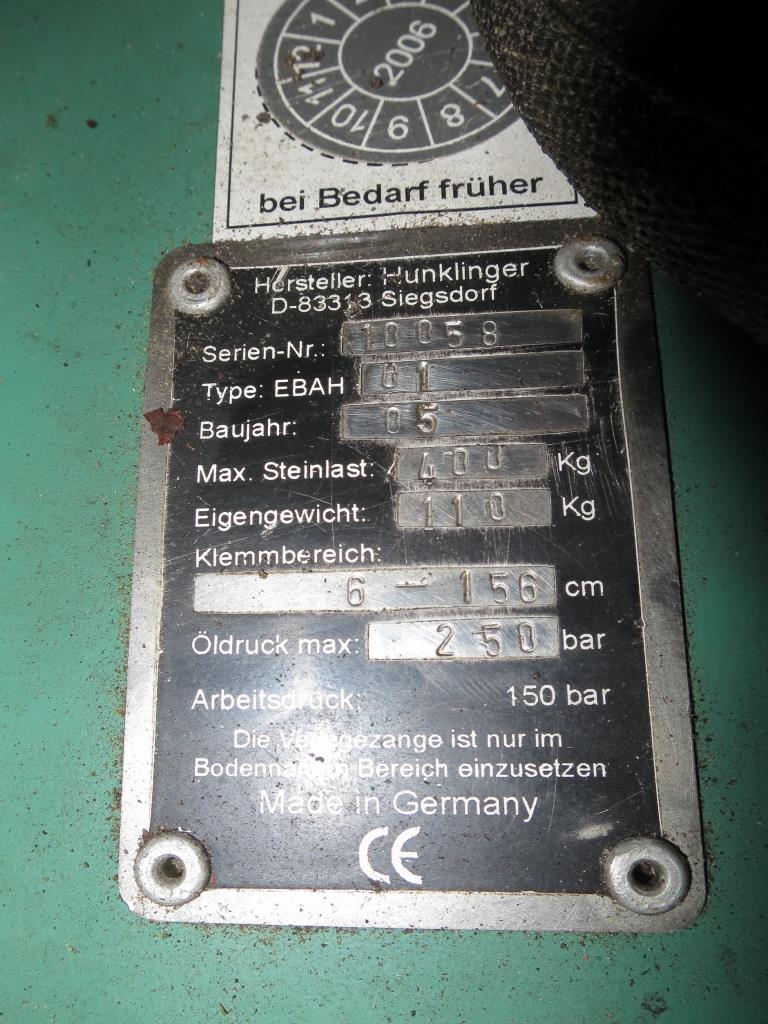 12 1
2006
11
10 9 8 7
bei Bedarf früher
Hersteller: Hunklinger
D-83313 Siegsdorf
Serien-Nr.: 10058
Type: EBAH 01
Baujahr: 05
Max. Steinlast: 400 Kg
Eigengewicht: 110 Kg
Klemmbereich:
6 - 156 cm
Öldruck max: 250 bar
Arbeitsdruck: 150 bar
Die Verlegezange ist nur im
Bodennahen Bereich einzusetzen
Made in Germany
CE